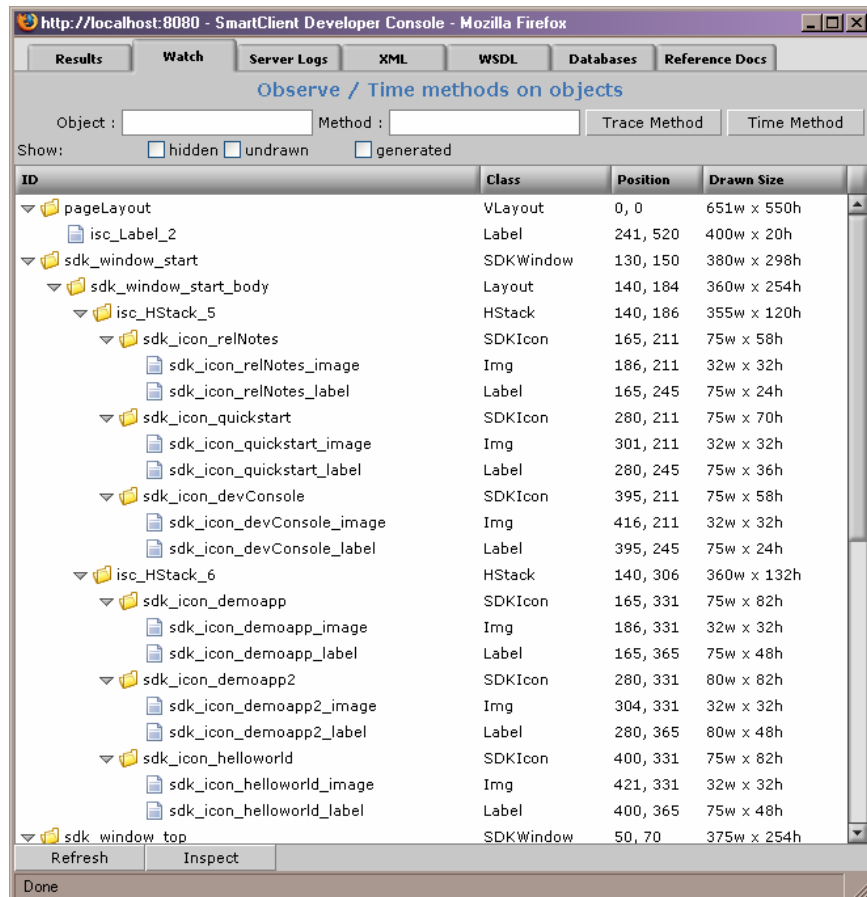 http://localhost:8080 - SmartClient Developer Console - Mozilla Firefox
Results Watch Server Logs XML WSDL Databases Reference Docs
Observe / Time methods on objects
Object : Method : Trace Method Time Method
Show: hidden undrawn generated
ID Class Position Drawn Size
pageLayout VLayout 0, 0 651w x 550h
isc_Label_2 Label 241, 520 400w x 20h
sdk_window_start SDKWindow 130, 150 380w x 298h
sdk_window_start_body Layout 140, 184 360w x 254h
isc_HStack_5 HStack 140, 186 355w x 120h
sdk_icon_relNotes SDKIcon 165, 211 75w x 58h
sdk_icon_relNotes_image Img 186, 211 32w x 32h
sdk_icon_relNotes_label Label 165, 245 75w x 24h
sdk_icon_quickstart SDKIcon 280, 211 75w x 70h
sdk_icon_quickstart_image Img 301, 211 32w x 32h
sdk_icon_quickstart_label Label 280, 245 75w x 36h
sdk_icon_devConsole SDKIcon 395, 211 75w x 58h
sdk_icon_devConsole_image Img 416, 211 32w x 32h
sdk_icon_devConsole_label Label 395, 245 75w x 24h
isc_HStack_6 HStack 140, 306 360w x 132h
sdk_icon_demoapp SDKIcon 165, 331 75w x 82h
sdk_icon_demoapp_image Img 186, 331 32w x 32h
sdk_icon_demoapp_label Label 165, 365 75w x 48h
sdk_icon_demoapp2 SDKIcon 280, 331 80w x 82h
sdk_icon_demoapp2_image Img 304, 331 32w x 32h
sdk_icon_demoapp2_label Label 280, 365 80w x 48h
sdk_icon_helloworld SDKIcon 400, 331 75w x 82h
sdk_icon_helloworld_image Img 421, 331 32w x 32h
sdk_icon_helloworld_label Label 400, 365 75w x 48h
sdk_window_top SDKWindow 50, 70 375w x 254h
Refresh Inspect
Done